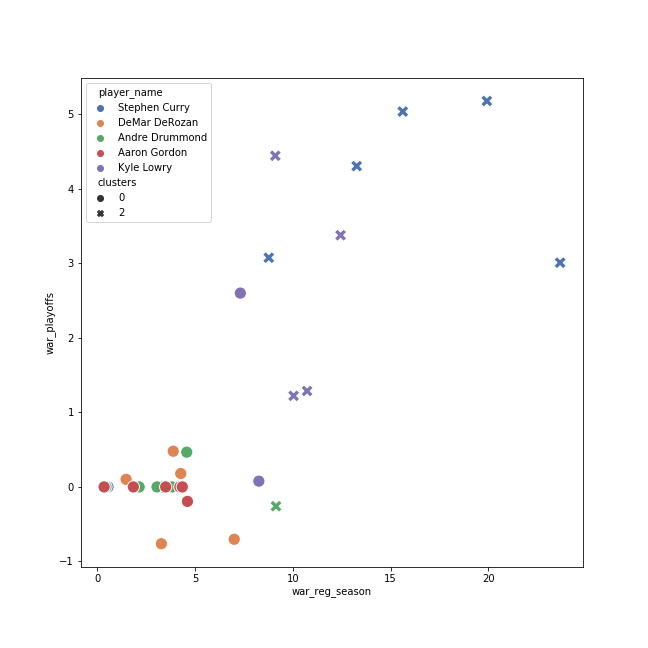 player_name
Stephen Curry
DeMar DeRozan
Andre Drummond
Aaron Gordon
Kyle Lowry
clusters
0
2
5
4
3
2
1
0
−1
war_playoffs
0 5 10 15 20
war_reg_season